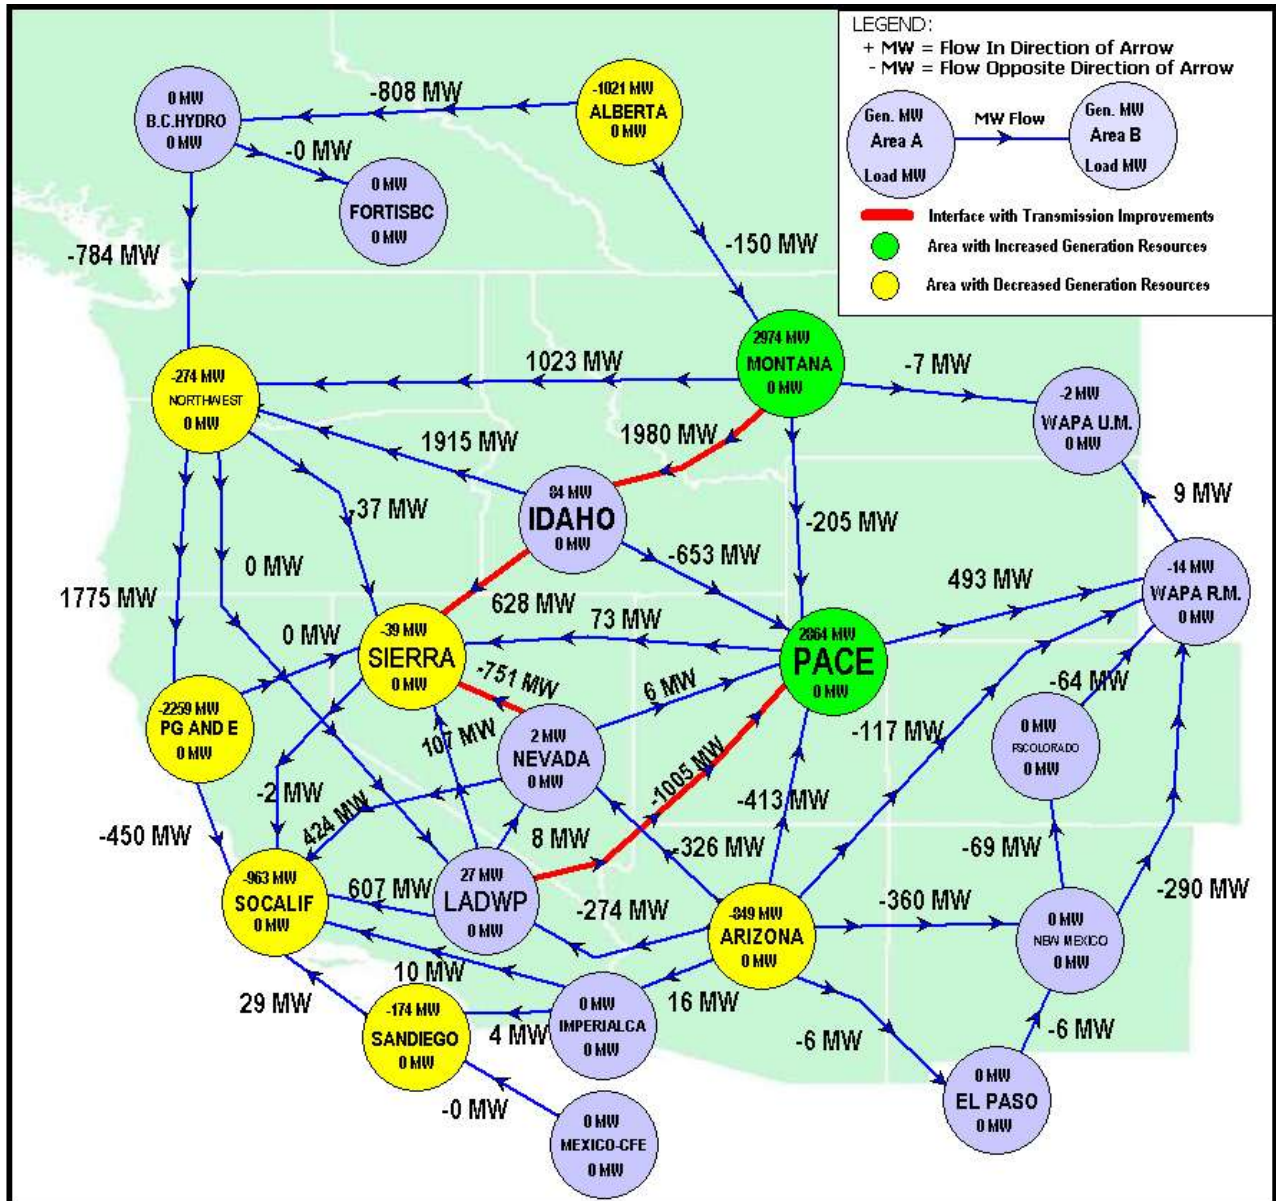 LEGEND:
+ MW = Flow In Direction of Arrow
- MW = Flow Opposite Direction of Arrow
Gen. MW
Area A
Load MW
MW Flow
Gen. MW
Area B
Load MW
Interface with Transmission Improvements
Area with Increased Generation Resources
Area with Decreased Generation Resources
0 MW
B.C.HYDRO
0 MW
-808 MW
-1021 MW
ALBERTA
0 MW
-0 MW
0 MW
FORTISBC
0 MW
-784 MW
-150 MW
2974 MW
MONTANA
0 MW
1023 MW
-7 MW
-274 MW
NORTHWEST
0 MW
-2 MW
WAPA U.M.
0 MW
1915 MW
1980 MW
84 MW
IDAHO
0 MW
9 MW
-37 MW
-205 MW
0 MW
-653 MW
493 MW
-14 MW
WAPA R.M.
0 MW
1775 MW
628 MW
0 MW
73 MW
-39 MW
SIERRA
0 MW
2864 MW
PACE
0 MW
-751 MW
6 MW
-64 MW
-2259 MW
PG AND E
0 MW
107 MW
2 MW
NEVADA
0 MW
-117 MW
0 MW
PSCOLORADO
0 MW
-2 MW
424 MW
-1005 MW
-413 MW
-450 MW
8 MW
-326 MW
-69 MW
-290 MW
-963 MW
SOCALIF
0 MW
607 MW
27 MW
LADWP
0 MW
-274 MW
-849 MW
ARIZONA
0 MW
-360 MW
0 MW
NEW MEXICO
0 MW
10 MW
29 MW
16 MW
-174 MW
SANDIEGO
0 MW
4 MW
0 MW
IMPERIALCA
0 MW
-6 MW
-6 MW
0 MW
EL PASO
0 MW
-0 MW
0 MW
MEXICO-CFE
0 MW